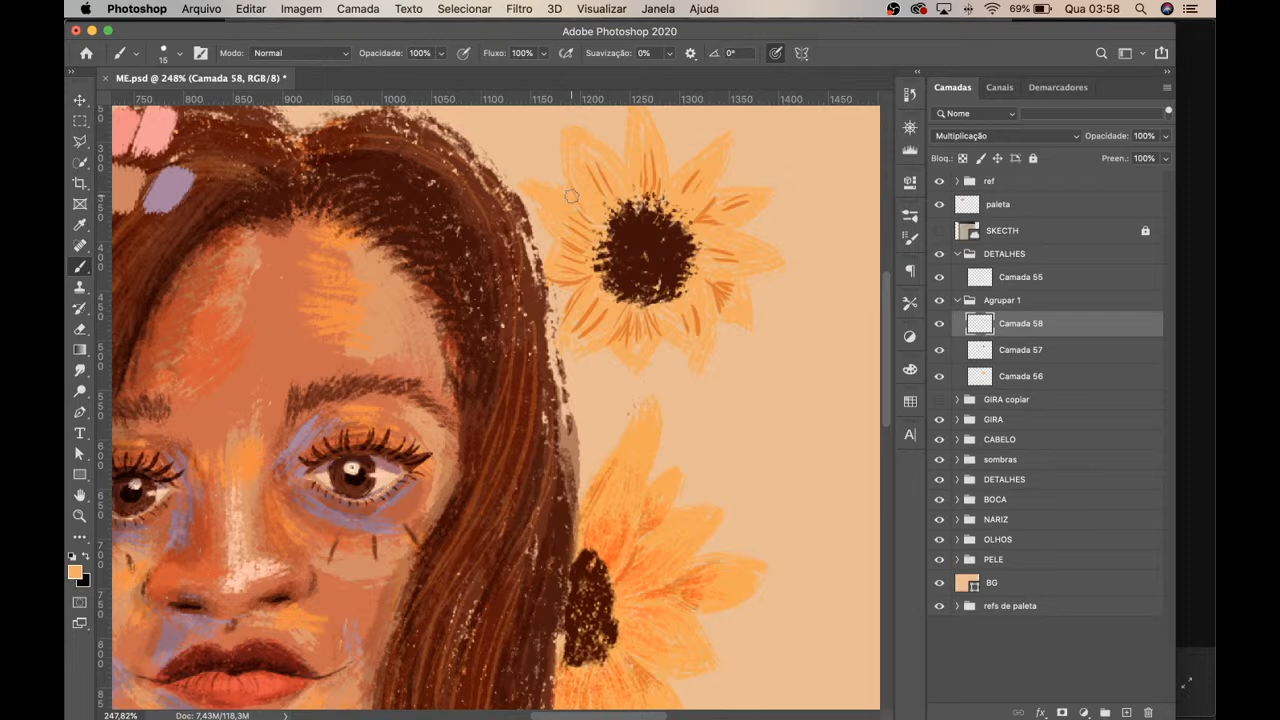 Photoshop Arquivo Editar Imagem Camada Texto Selecionar Filtro 3D Visualizar Janela Ajuda 69% Qua 03:58
Adobe Photoshop 2020
15 Modo: Normal Opacidade: 100% Fluxo: 100% Suavização: 0% 0°
× ME.psd @ 248% (Camada 58, RGB/8) *
750 800 850 900 950 1000 1050 1100 1150 1200 1250 1300 1350 1400 1450
Camadas Canais Demarcadores
Nome
Multiplicação Opacidade: 100%
Bloq.: Preen.: 100%
ref
paleta
SKECTH
DETALHES
Camada 55
Agrupar 1
Camada 58
Camada 57
Camada 56
GIRA copiar
GIRA
CABELO
sombras
DETALHES
BOCA
NARIZ
OLHOS
PELE
BG
refs de paleta
247,82% Doc: 7,43M/118,3M